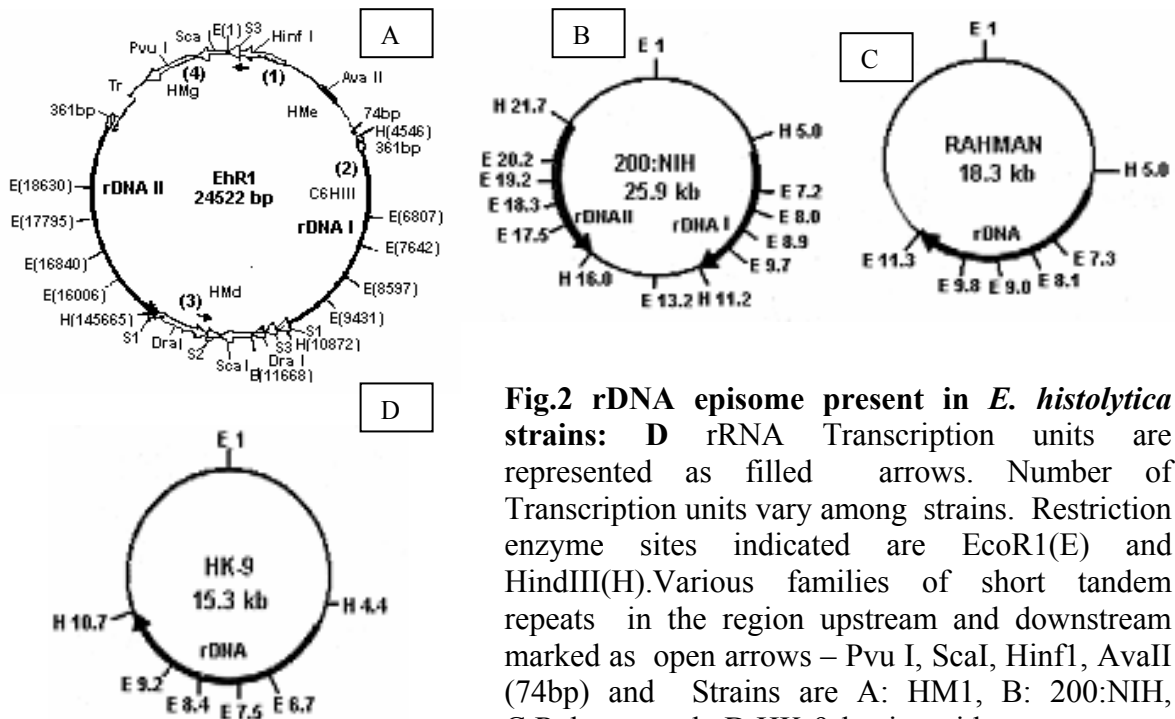 A
Sca I
E(1)
S3
Hinf I
Pvu I
(4)
(1)
Tr
HMg
Ava II
HMe
74bp
361bp
H(4546)
361bp
(2)
EhR1
24522 bp
C6HIII
rDNA II
rDNA I
E(18630)
E(17795)
E(16840)
E(16006)
H(145665)
E(6807)
E(7642)
E(8597)
E(9431)
HMd
(3)
S1
DraI
S2
Sca I
B(11668)
Dra I
S3
H(10872)
S1
B
E 1
H 21.7
H 5.0
E 20.2
E 19.2
E 18.3
E 17.5
200:NIH
25.9 kb
rDNAII
rDNA I
E 7.2
E 8.0
E 8.9
E 9.7
H 16.0
E 13.2
H 11.2
C
E 1
RAHMAN
18.3 kb
H 5.0
rDNA
E 11.3
E 9.8
E 9.0
E 8.1
E 7.3
D
E 1
HK-9
15.3 kb
H 4.4
H 10.7
rDNA
E 9.2
E 8.4
E 7.5
E 6.7
Fig.2 rDNA episome present in E. histolytica
strains: D rRNA Transcription units are
represented as filled arrows. Number of
Transcription units vary among strains. Restriction
enzyme sites indicated are EcoR1(E) and
HindIII(H).Various families of short tandem
repeats in the region upstream and downstream
marked as open arrows – Pvu I, ScaI, Hinf1, AvaII
(74bp) and Strains are A: HM1, B: 200:NIH,